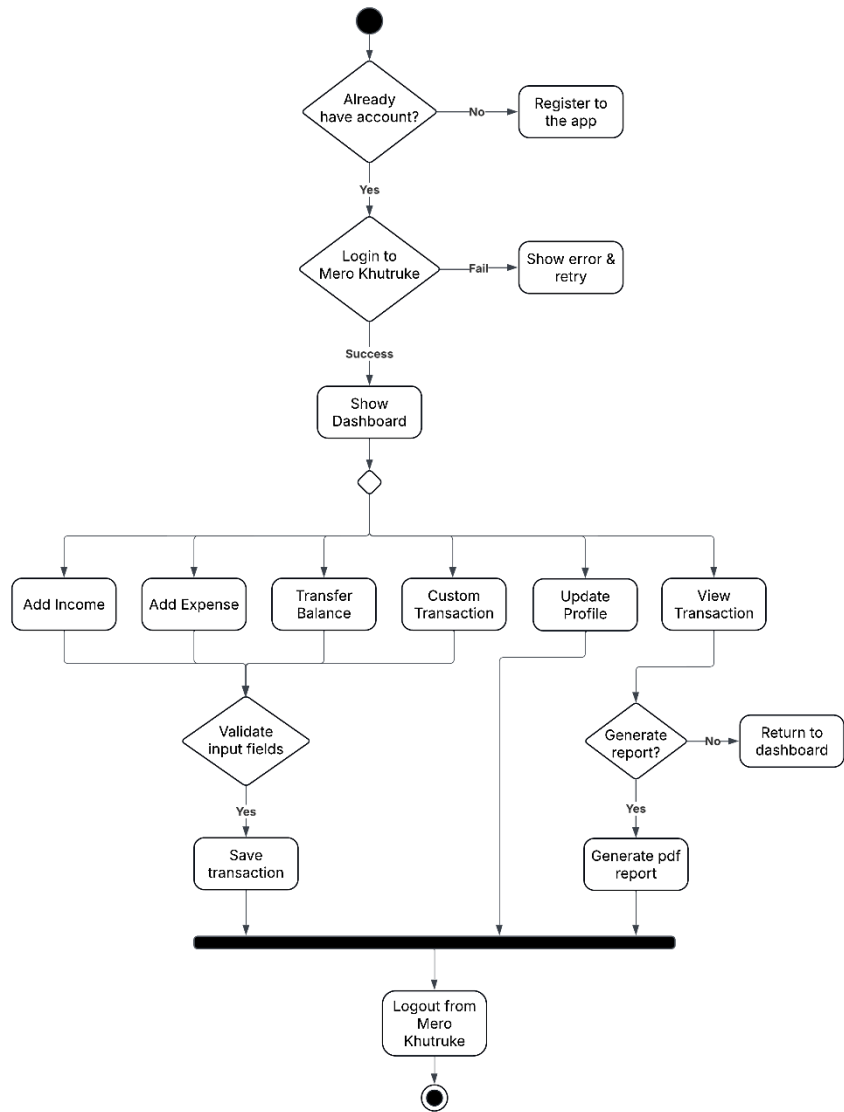 Already
have account?
No
Register to
the app
Yes
Login to
Mero Khutruke
Fail
Show error &
retry
Success
Show
Dashboard
Add Income
Add Expense
Transfer
Balance
Custom
Transaction
Update
Profile
View
Transaction
Validate
input fields
Generate
report?
No
Return to
dashboard
Yes
Yes
Save
transaction
Generate pdf
report
Logout from
Mero
Khutruke